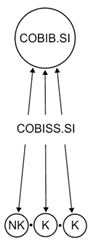 COBIB.SI
COBISS.SI
NK • K • K